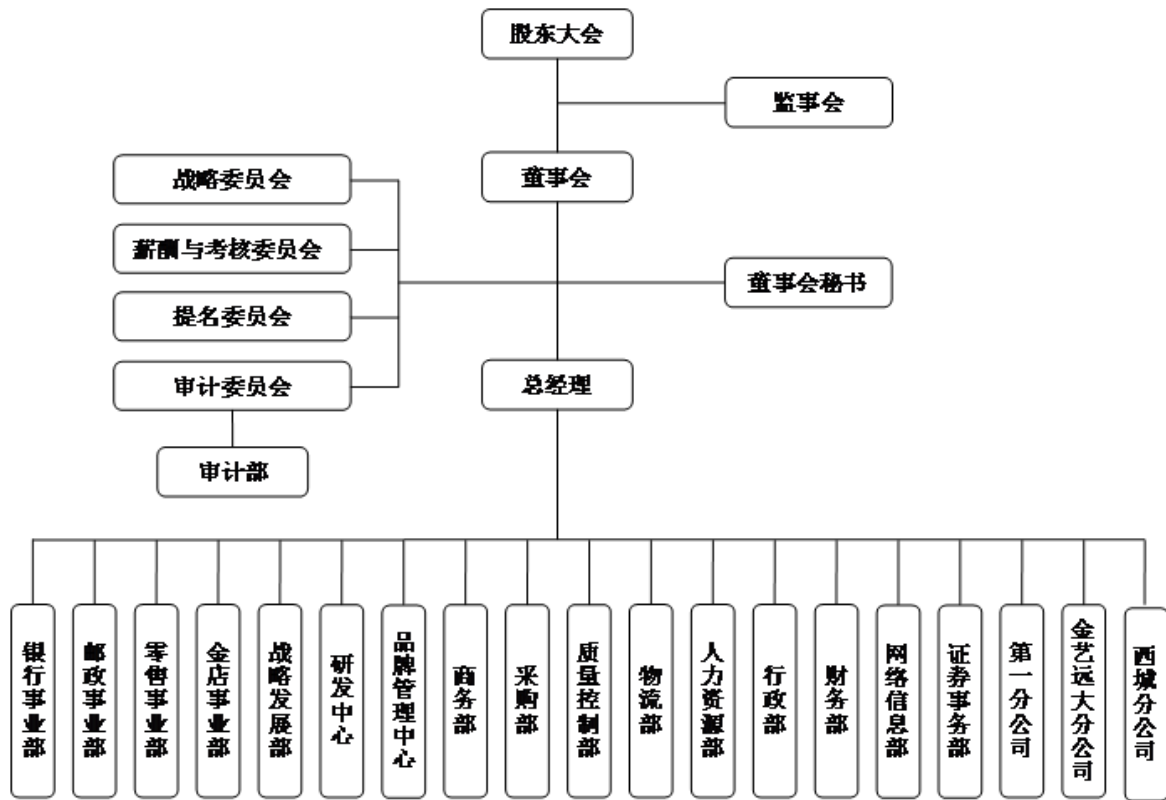 股东大会
监事会
董事会
战略委员会
薪酬与考核委员会
董事会秘书
提名委员会
审计委员会
总经理
审计部
银行事业部
邮政事业部
零售事业部
金店事业部
战略发展部
研发中心
品牌管理中心
商务部
采购部
质量控制部
物流部
人力资源部
行政部
财务部
网络信息部
证券事务部
第一分公司
金艺远大分公司
西城分公司